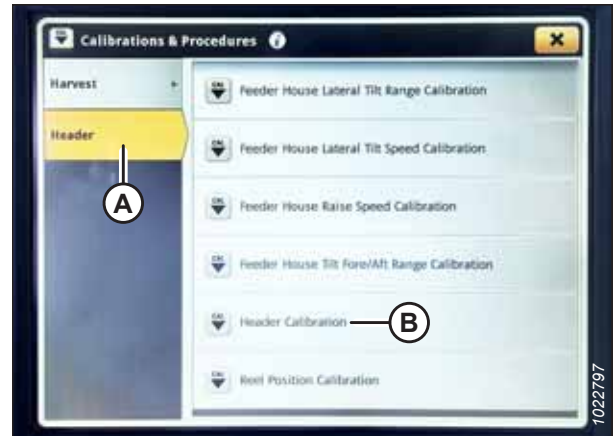 Calibrations & Procedures i
Harvest
Header
Feeder House Lateral Tilt Range Calibration
Feeder House Lateral Tilt Speed Calibration
Feeder House Raise Speed Calibration
Feeder House Tilt Fore/Aft Range Calibration
Header Calibration
Reel Position Calibration
A
B
1022797